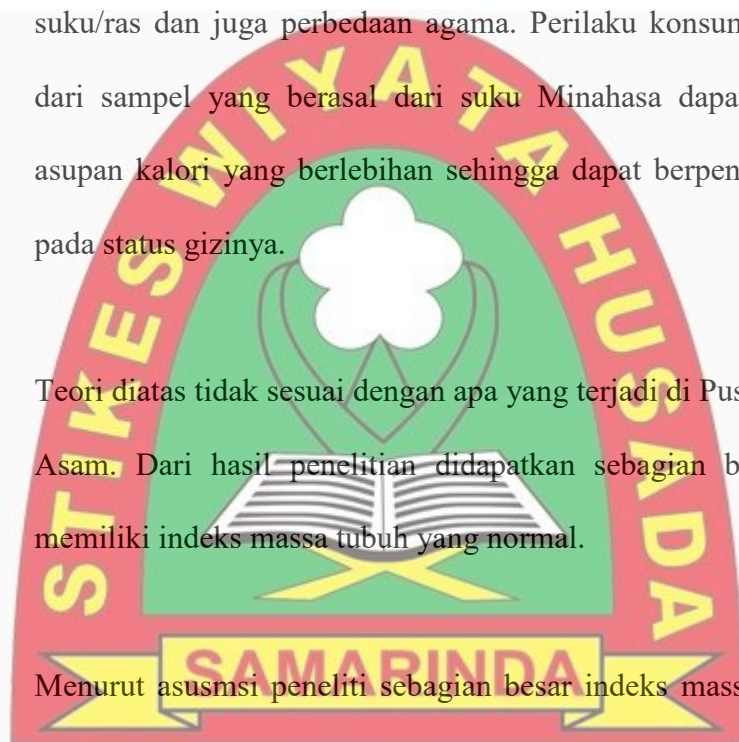 suku/ras dan juga perbedaan agama. Perilaku konsum
dari sampel yang berasal dari suku Minahasa dapa
asupan kalori yang berlebihan sehingga dapat berpen
pada status gizinya.
Teori diatas tidak sesuai dengan apa yang terjadi di Pus
Asam. Dari hasil penelitian didapatkan sebagian b
memiliki indeks massa tubuh yang normal.
Menurut asusmsi peneliti sebagian besar indeks mass
STIKES WIYATA HUSADA
SAMARINDA